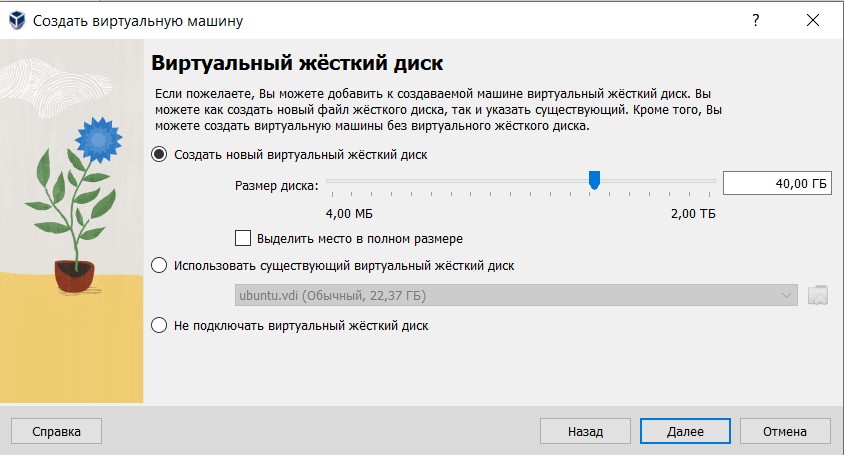 Создать виртуальную машину
Виртуальный жёсткий диск
Если пожелаете, Вы можете добавить к создаваемой машине виртуальный жёсткий диск. Вы
можете как создать новый файл жёсткого диска, так и указать существующий. Кроме того, Вы
можете создать виртуальную машины без виртуального жёсткого диска.
Создать новый виртуальный жёсткий диск
Размер диска:
40,00 ГБ
4,00 МБ
2,00 ТБ
Выделить место в полном размере
Использовать существующий виртуальный жёсткий диск
ubuntu.vdi (Обычный, 22,37 ГБ)
Не подключать виртуальный жёсткий диск
Справка
Назад
Далее
Отмена